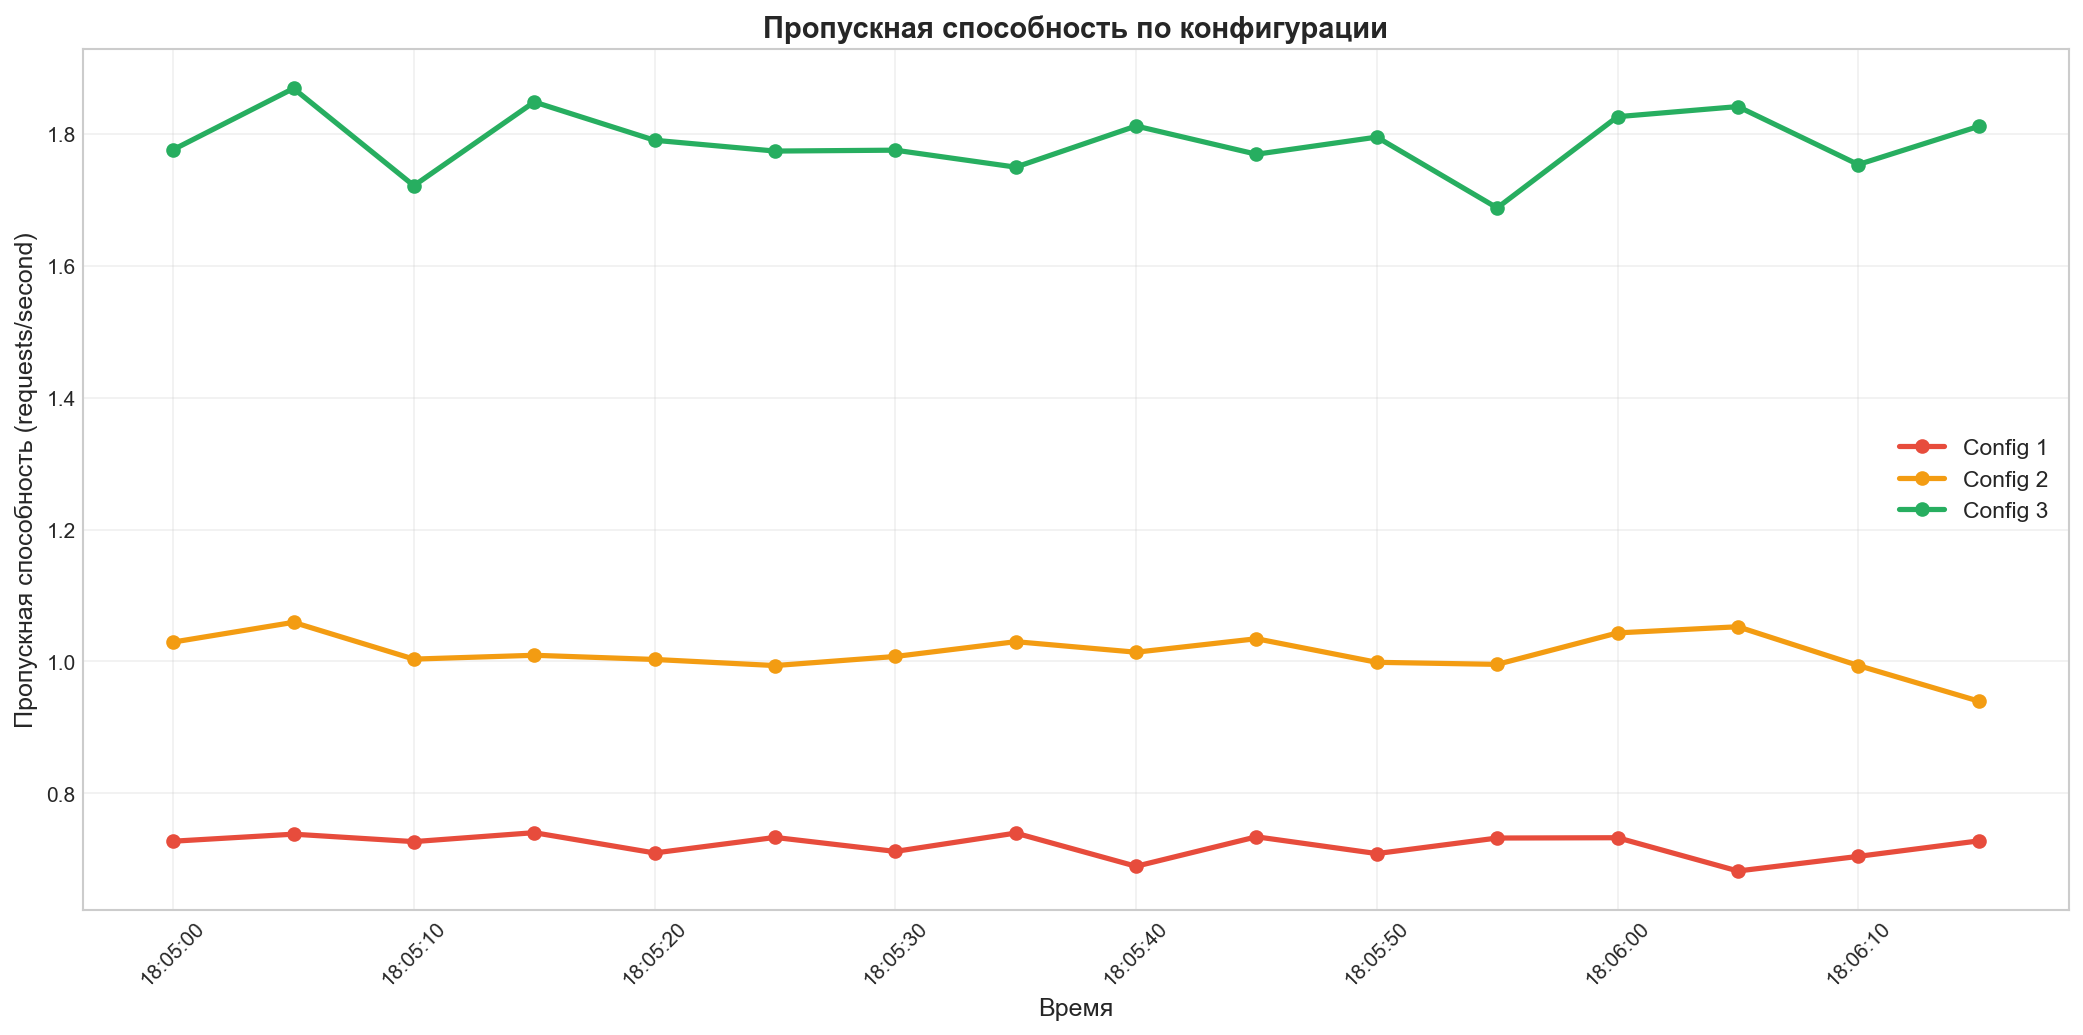 Пропускная способность по конфигурации
Пропускная способность (requests/second)
1.8
1.6
1.4
1.2
1.0
0.8
Config 1
Config 2
Config 3
18:05:00
18:05:10
18:05:20
18:05:30
18:05:40
18:05:50
18:06:00
18:06:10
Время